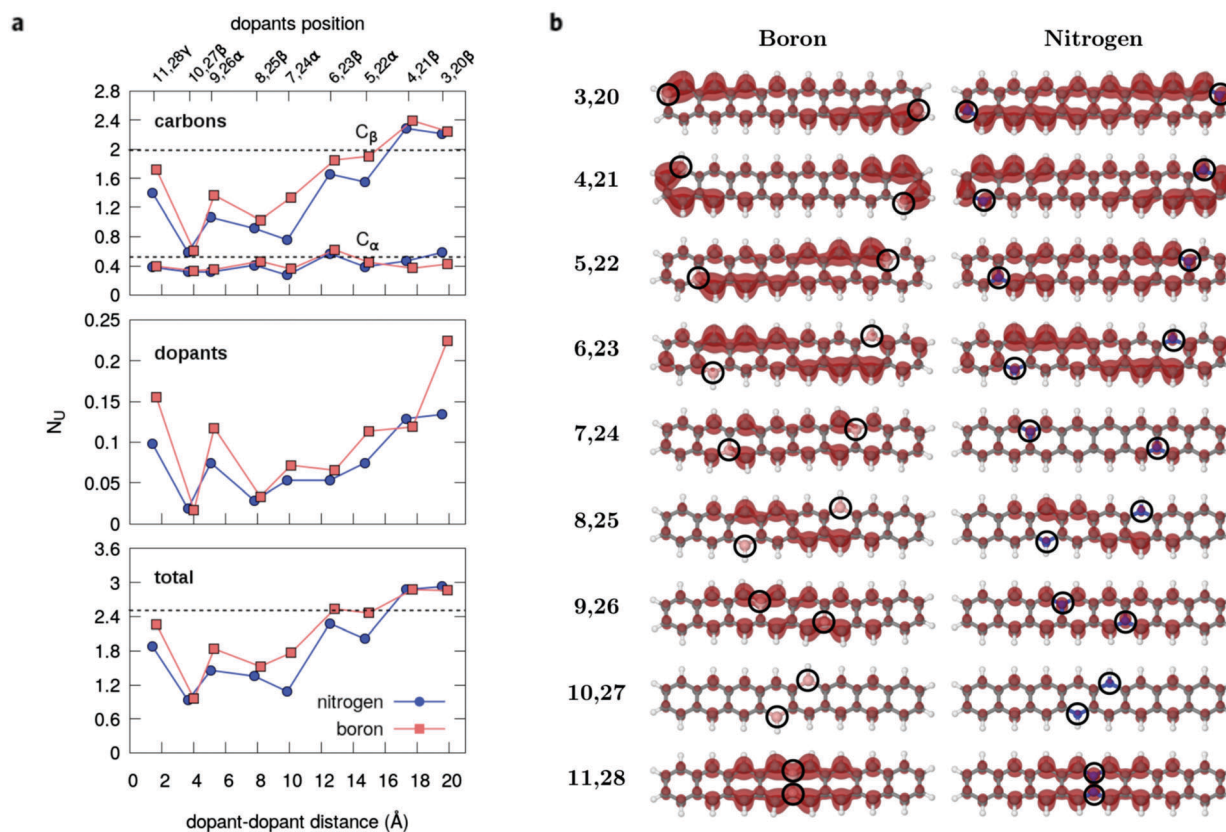 a
dopants position
11,28γ
10,27β
9,26α
8,25β
7,24α
6,23β
5,22α
4,21β
3,20β
2.8
2.4
2
1.6
1.2
0.8
0.4
0
carbons
Cβ
Cα
0.25
0.2
0.15
0.1
0.05
0
dopants
NU
3.6
3
2.4
1.8
1.2
0.6
0
total
nitrogen
boron
0 2 4 6 8 10 12 14 16 18 20
dopant-dopant distance (Å)
b
Boron Nitrogen
3,20
4,21
5,22
6,23
7,24
8,25
9,26
10,27
11,28